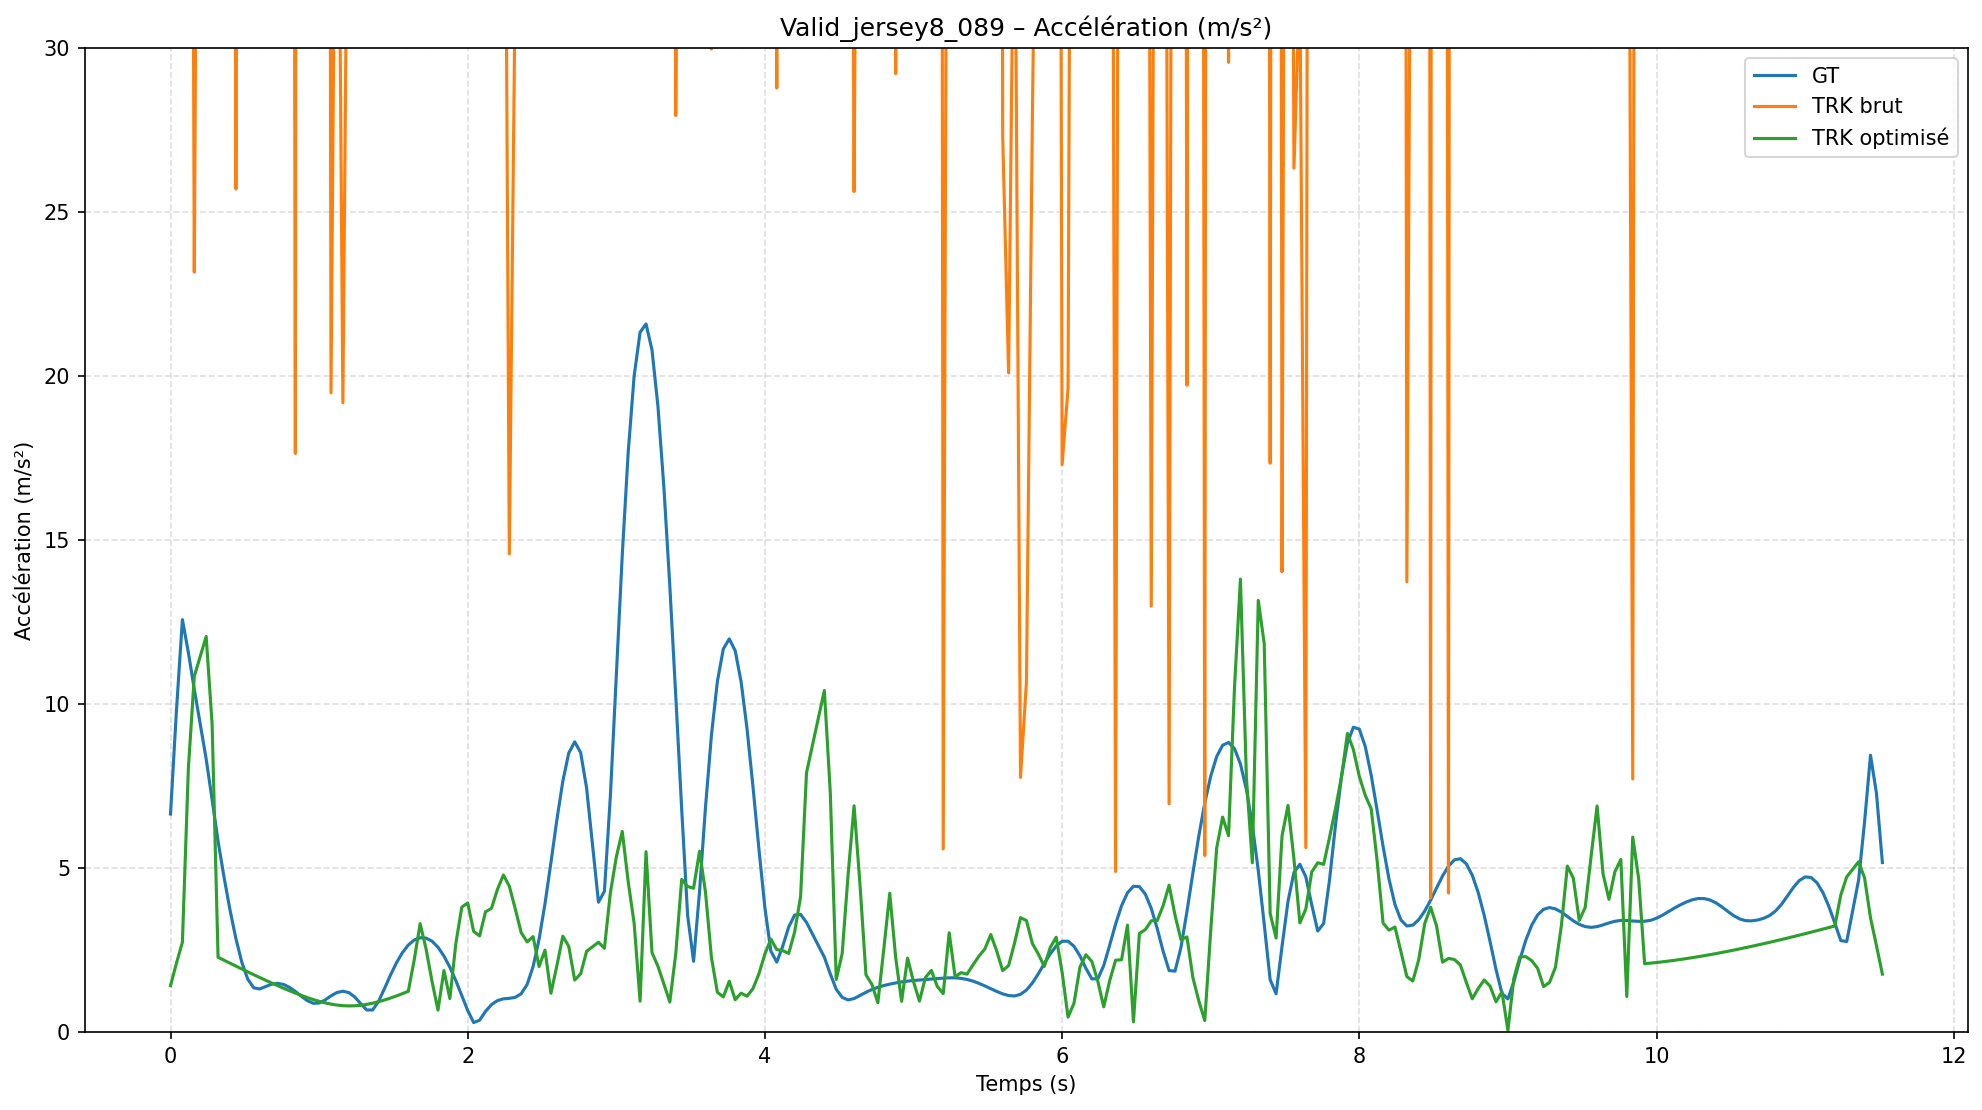 Valid_jersey8_089 – Accélération (m/s²)
GT
TRK brut
TRK optimisé
Accélération (m/s²)
30
25
20
15
10
5
0
0 2 4 6 8 10 12
Temps (s)